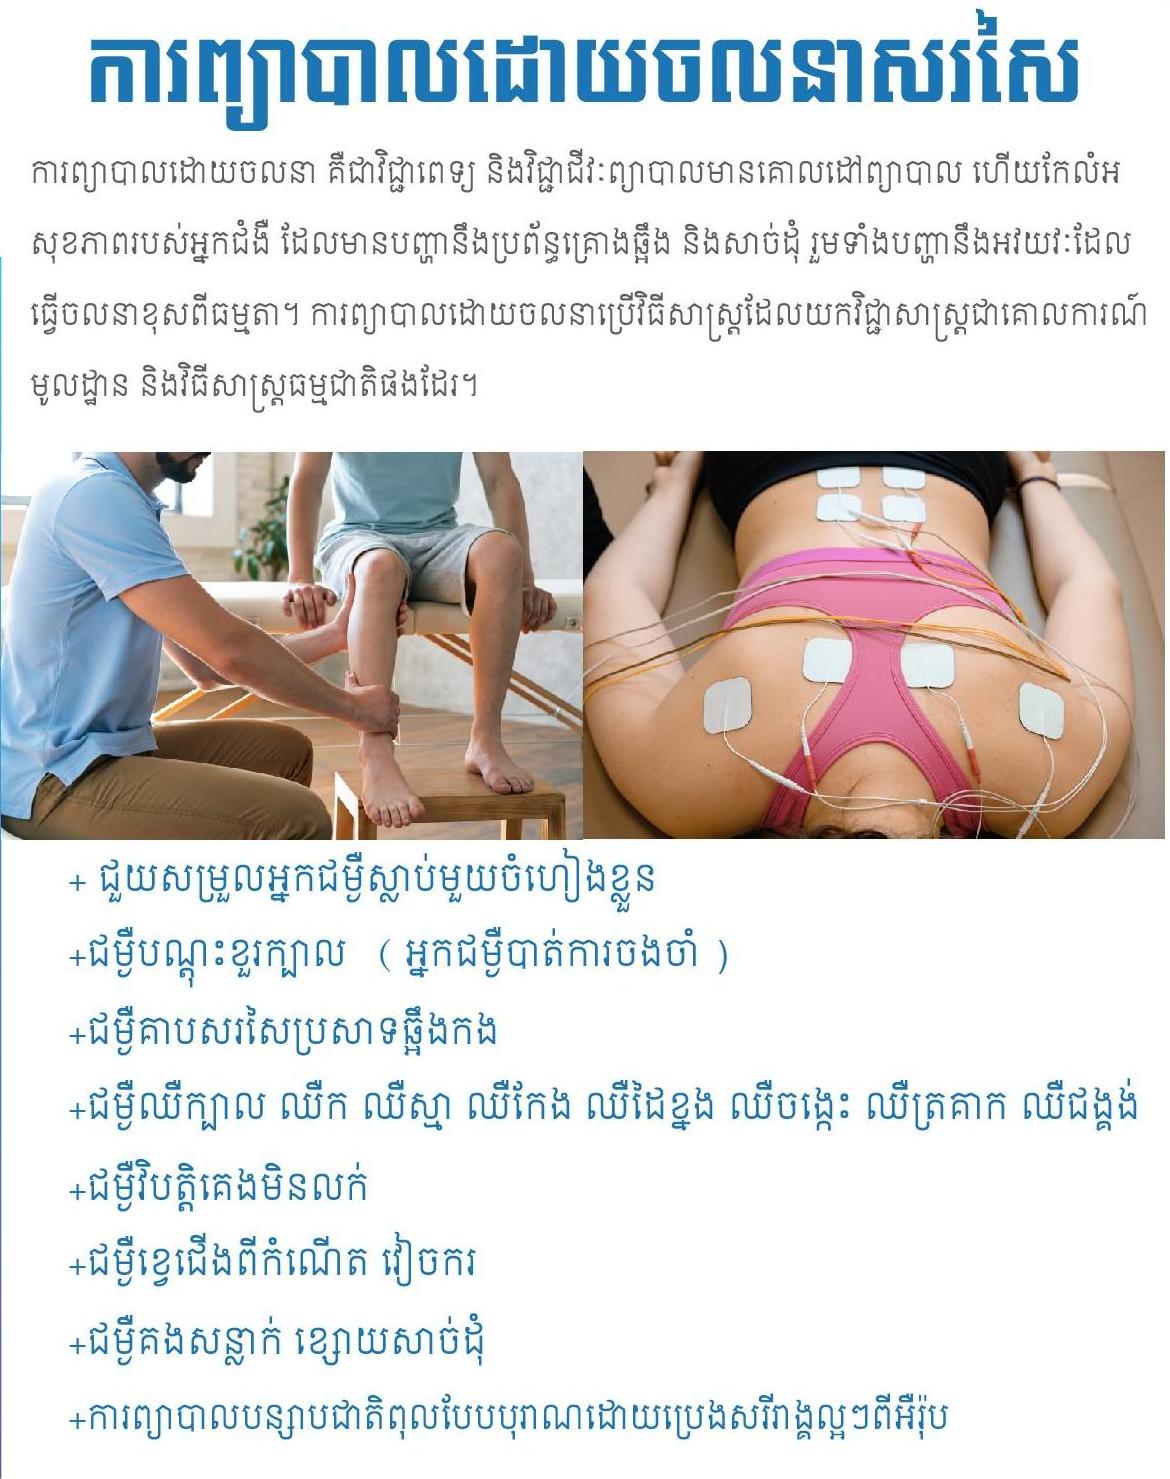 ការព្យាបាលដោយចលនាសរសៃ
ការព្យាបាលដោយចលនា គឺជាវិជ្ជាពេទ្យ និងវិជ្ជាជីវៈព្យាបាលមានគោលដៅព្យាបាល ហើយកែលំអ
សុខភាពរបស់អ្នកជំងឺ ដែលមានបញ្ហានឹងប្រព័ន្ធគ្រោងឆ្អឹង និងសាច់ដុំ រួមទាំងបញ្ហានឹងអវយវៈដែល
ធ្វើចលនាខុសពីធម្មតា។ ការព្យាបាលដោយចលនាប្រើវិធីសាស្ត្រដែលយកវិជ្ជាសាស្ត្រជាគោលការណ៍
មូលដ្ឋាន និងវិធីសាស្ត្រធម្មជាតិផងដែរ។
+ ជួយសម្រួលអ្នកជម្ងឺស្លាប់មួយចំហៀងខ្លួន
+ជម្ងឺបណ្តុះខួរក្បាល ( អ្នកជម្ងឺបាត់ការចងចាំ )
+ជម្ងឺគាបសរសៃប្រសាទឆ្អឹងកង
+ជម្ងឺឈឺក្បាល ឈឺក ឈឺស្មា ឈឺកែង ឈឺដៃខ្នង ឈឺចង្កេះ ឈឺត្រគាក ឈឺជង្គង់
+ជម្ងឺវិបត្តិគេងមិនលក់
+ជម្ងឺខ្វេជើងពីកំណើត វៀចករ
+ជម្ងឺគងសន្លាក់ ខ្សោយសាច់ដុំ
+ការព្យាបាលបន្សាបជាតិពុលបែបបុរាណដោយប្រេងសរីរាង្គល្អៗពីអឺរ៉ុប